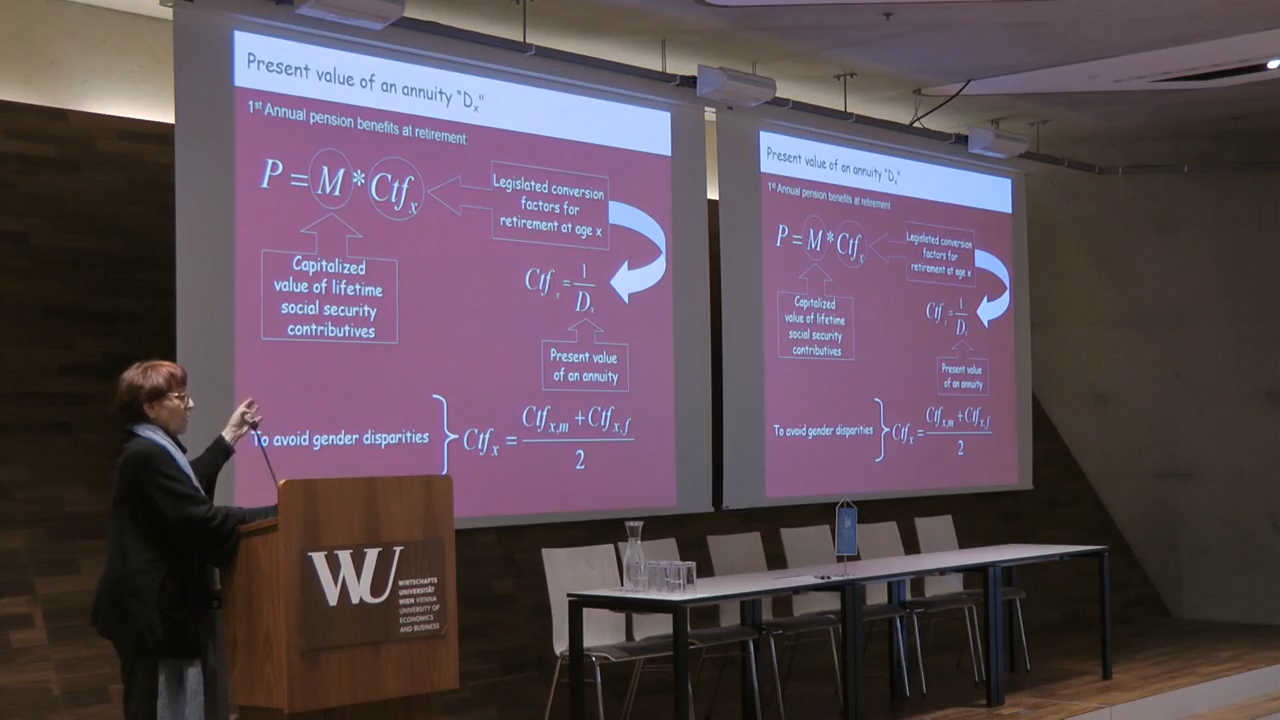 Present value of an annuity "Dx"
1st Annual pension benefits at retirement:
P = M * Ctfx
Legislated conversion
factors for
retirement at age x
Capitalized
value of lifetime
social security
contributives
Ctf x = 1/Dx
Present value
of an annuity
To avoid gender disparities
Ctfx = (Ctfx,m + Ctfx,f)/2
Present value of an annuity "Dx"
1st Annual pension benefits at retirement:
P = M * Ctfx
Legislated conversion
factors for
retirement at age x
Capitalized
value of lifetime
social security
contributives
Ctf x = 1/Dx
Present value
of an annuity
To avoid gender disparities
Ctfx = (Ctfx,m + Ctfx,f)/2
WU
WIRTSCHAFTS
UNIVERSITÄT
WIEN VIENNA
UNIVERSITY OF
ECONOMICS
AND BUSINESS